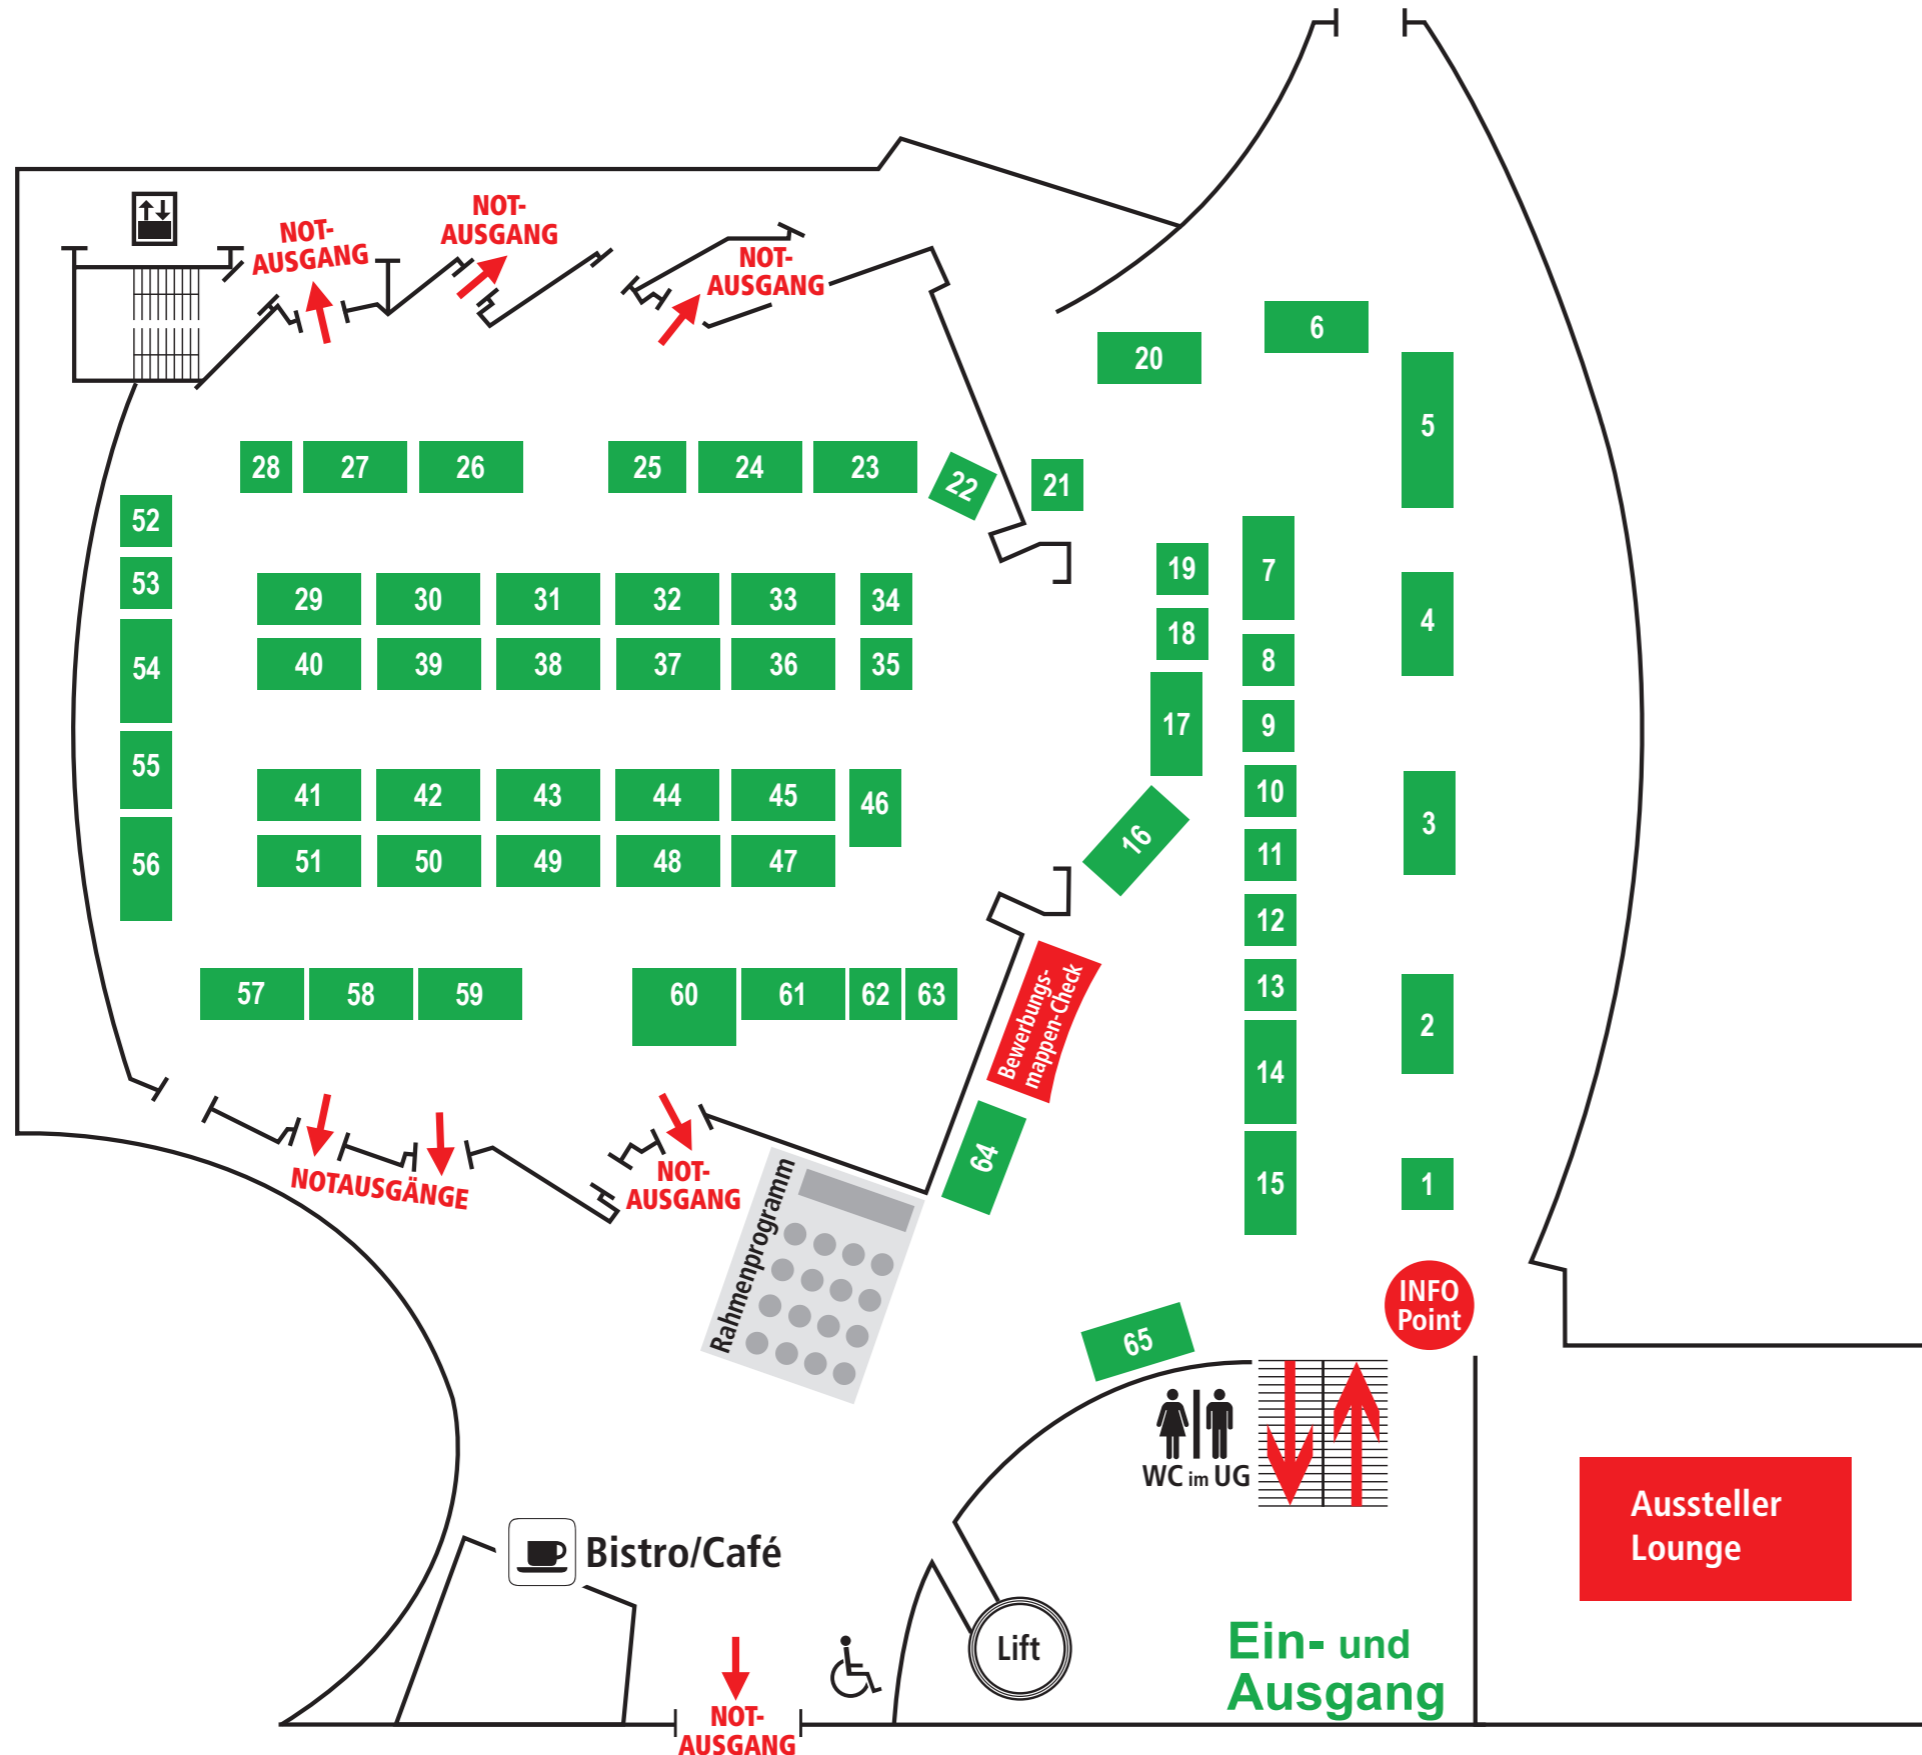 NOT-
AUSGANG
NOT-
AUSGANG
NOT-
AUSGANG
6
20
5
28
27
26
25
24
23
22
21
52
53
54
55
56
29
30
31
32
33
34
40
39
38
37
36
35
19
18
17
16
7
8
9
10
11
12
13
14
15
4
3
2
1
41
42
43
44
45
46
51
50
49
48
47
57
58
59
60
61
62
63
Bewerbungs-
mappen-Check
64
NOTAUSGÄNGE
NOT-
AUSGANG
Rahmenprogramm
65
INFO
Point
WC im UG
Aussteller
Lounge
Bistro/Café
Lift
Ein- und
Ausgang
NOT-
AUSGANG